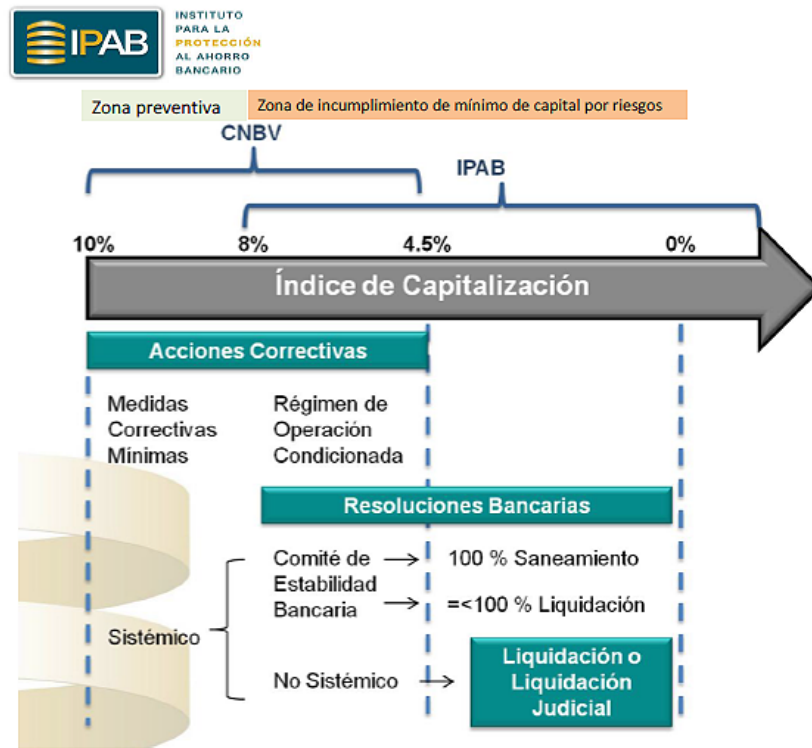 IPAB
INSTITUTO
PARA LA
PROTECCIÓN
AL AHORRO
BANCARIO
Zona preventiva
Zona de incumplimiento de mínimo de capital por riesgos
CNBV
IPAB
10%
8%
4.5%
0%
Índice de Capitalización
Acciones Correctivas
Medidas
Correctivas
Mínimas
Régimen de
Operación
Condicionada
Resoluciones Bancarias
Sistémico
Comité de
Estabilidad
Bancaria
100 % Saneamiento
=<100 % Liquidación
No Sistémico
Liquidación o
Liquidación
Judicial